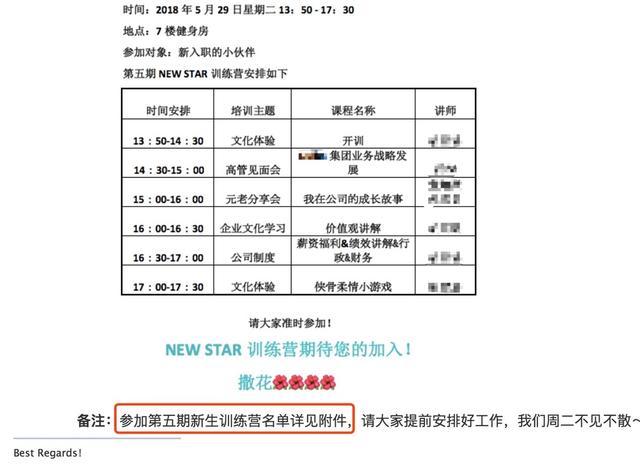 时间：2018 年 5 月 29 日星期二 13：50 - 17：30
地点：7 楼健身房
参加对象：新入职的小伙伴
第五期 NEW STAR 训练营安排如下
时间安排 培训主题 课程名称 讲师
13：50-14：30 文化体验 开训
14：30-15：00 高管见面会 集团业务战略发
展
15：00-16：00 元老分享会 我在公司的成长故事
16：00-16：30 企业文化学习 价值观讲解
16：30-17：00 公司制度 薪资福利&绩效讲解&行
政&财务
17：00-17：30 文化体验 侠骨柔情小游戏
请大家准时参加！
NEW STAR 训练营期待您的加入！
撒花🌺🌺🌺🌺
备注：参加第五期新生训练营名单详见附件，请大家提前安排好工作，我们周二不见不散~
Best Regards!